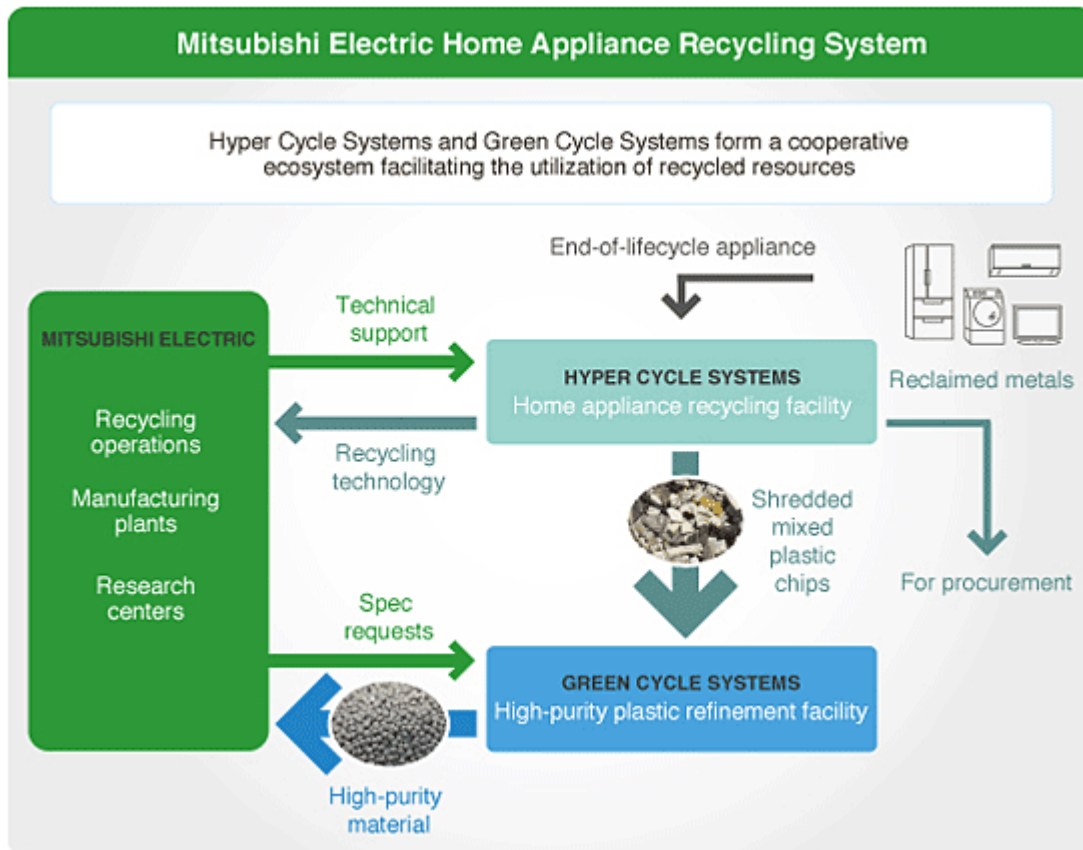 Mitsubishi Electric Home Appliance Recycling System
Hyper Cycle Systems and Green Cycle Systems form a cooperative
ecosystem facilitating the utilization of recycled resources
End-of-lifecycle appliance
Technical
support
MITSUBISHI ELECTRIC
HYPER CYCLE SYSTEMS
Home appliance recycling facility
Reclaimed metals
Recycling
operations
Recycling
technology
Manufacturing
plants
Shredded
mixed
plastic
chips
For procurement
Research
centers
Spec
requests
GREEN CYCLE SYSTEMS
High-purity plastic refinement facility
High-purity
material